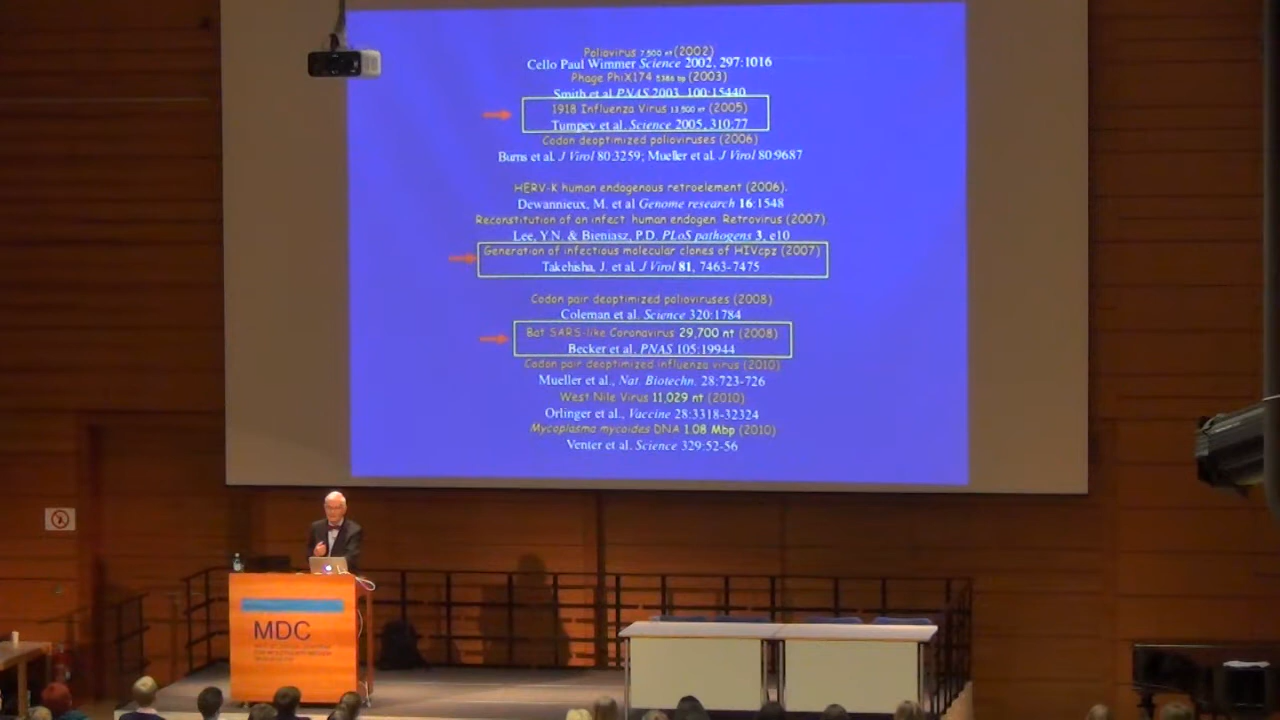 Poliovirus 7,500 nt (2002)
Cello Paul Wimmer Science 2002, 297:1016
Phage PhiX174 5386 bp (2003)
Smith et al PNAS 2003, 100:15440
1918 Influenza Virus 13,500 nt (2005)
Tumpey et al. Science 2005, 310:77
Codon deoptimized polioviruses (2006)
Burns et al. J Virol 80:3259; Mueller et al. J Virol 80:9687
HERV-K human endogenous retroelement (2006).
Dewannieux, M. et al Genome research 16:1548
Reconstitution of an infect. human endogen. Retrovirus (2007).
Lee, Y.N. & Bieniasz, P.D. PLoS pathogens 3, e10
Generation of infectious molecular clones of HIVcpz (2007)
Takehisha, J. et al. J Virol 81, 7463-7475
Codon pair deoptimized polioviruses (2008)
Coleman et al. Science 320:1784
Bat SARS-like Coronavirus 29,700 nt (2008)
Becker et al. PNAS 105:19944
Codon pair deoptimized influenza virus (2010)
Mueller et al., Nat. Biotechn. 28:723-726
West Nile Virus 11,029 nt (2010)
Orlinger et al., Vaccine 28:3318-32324
Mycoplasma mycoides DNA 1.08 Mbp (2010)
Venter et al. Science 329:52-56
MDC